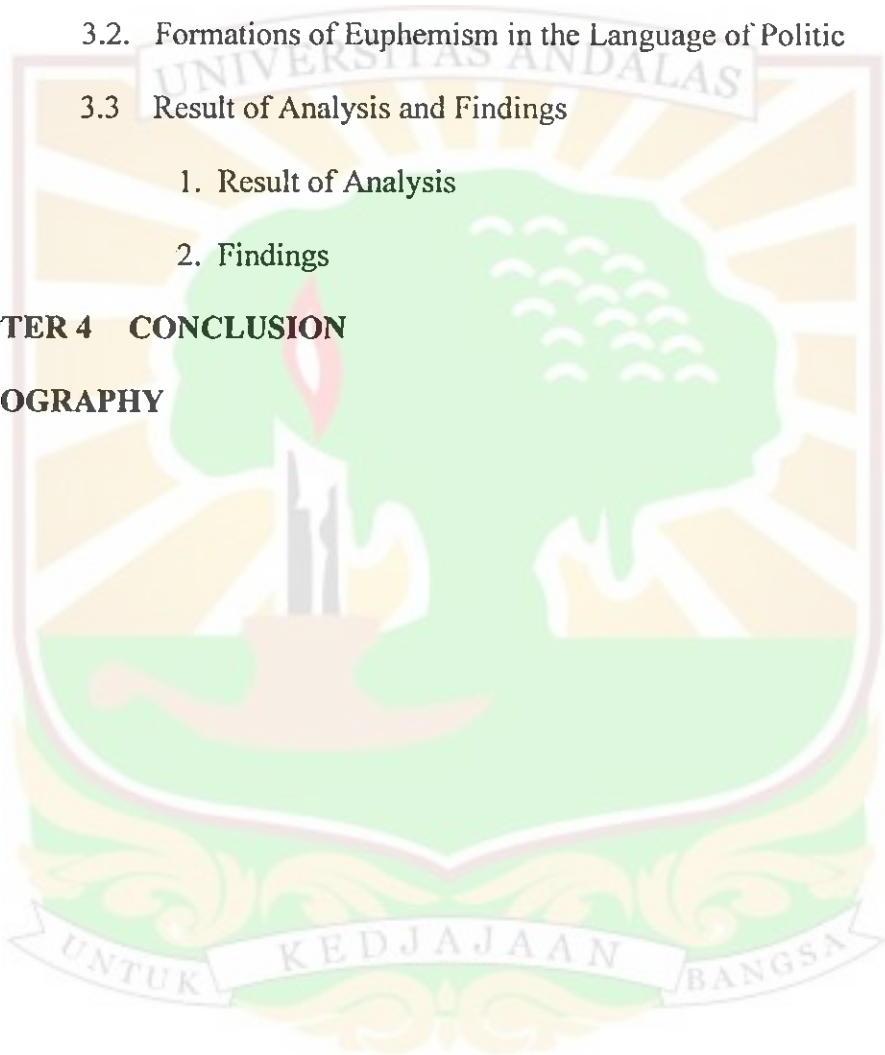 3.2. Formations of Euphemism in the Language of Politic
UNIVERSITAS ANDALAS
3.3 Result of Analysis and Findings
1. Result of Analysis
2. Findings
TER 4 CONCLUSION
OGRAPHY
UNTUK KEDJAJAAN BANGSA